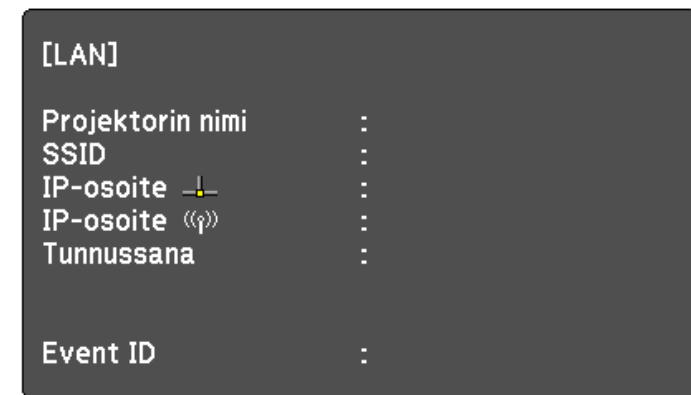 [LAN]
Projektorin nimi :
SSID :
IP-osoite :
IP-osoite :
Tunnussana :
Event ID :